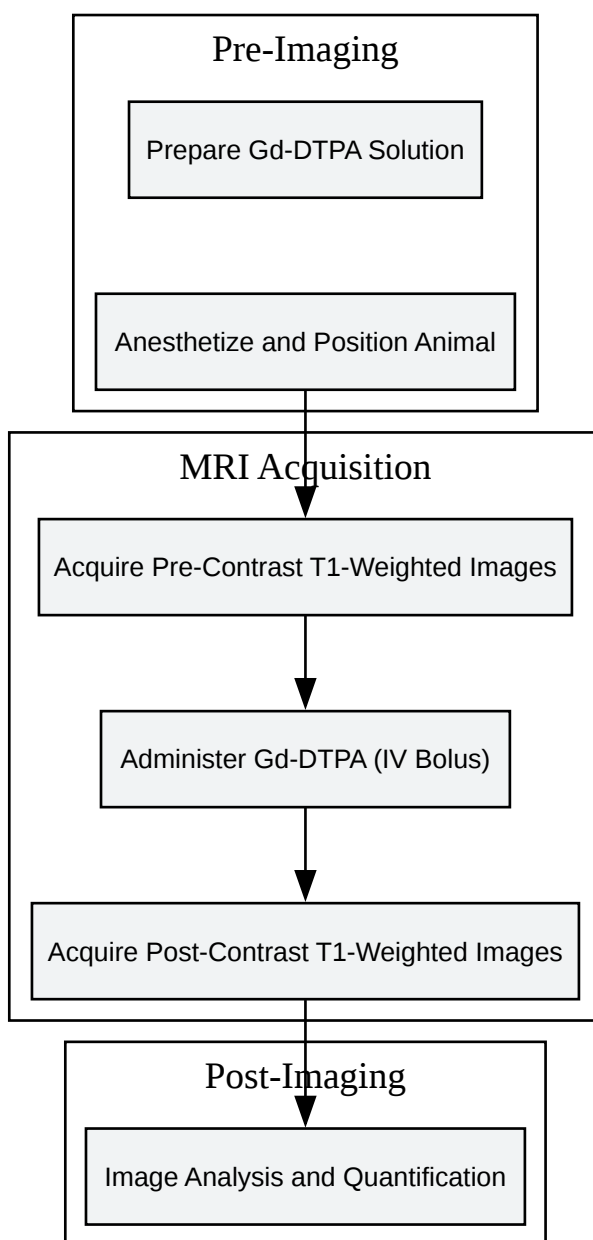 Pre-Imaging
Prepare Gd-DTPA Solution
Anesthetize and Position Animal
MRI Acquisition
Acquire Pre-Contrast T1-Weighted Images
Administer Gd-DTPA (IV Bolus)
Acquire Post-Contrast T1-Weighted Images
Post-Imaging
Image Analysis and Quantification